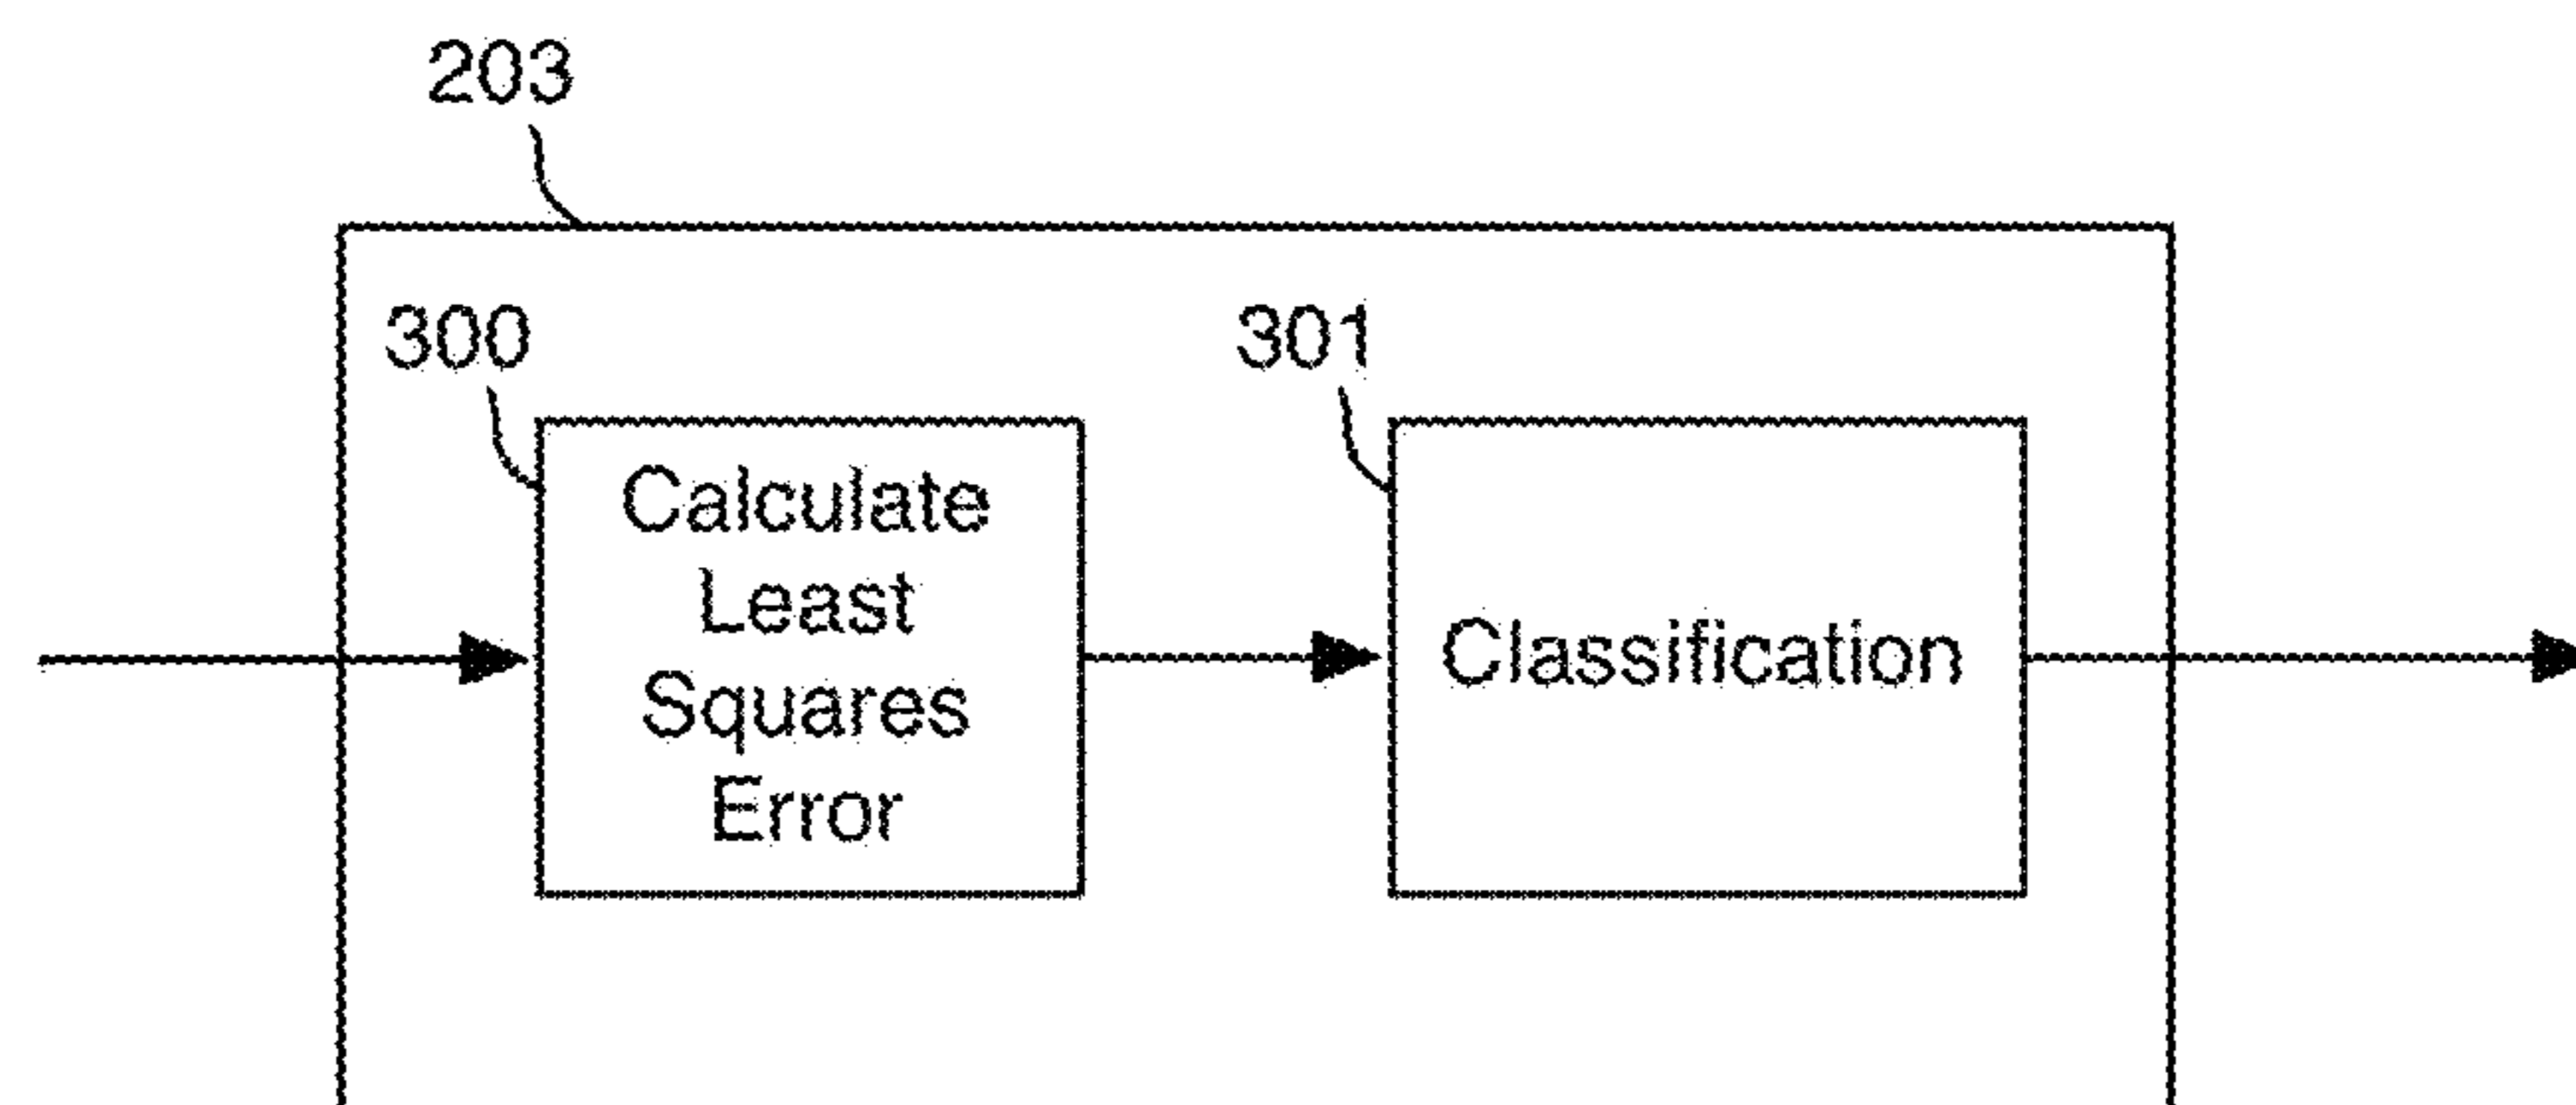 203
300
301
Calculate
Least
Squares
Error
Classification